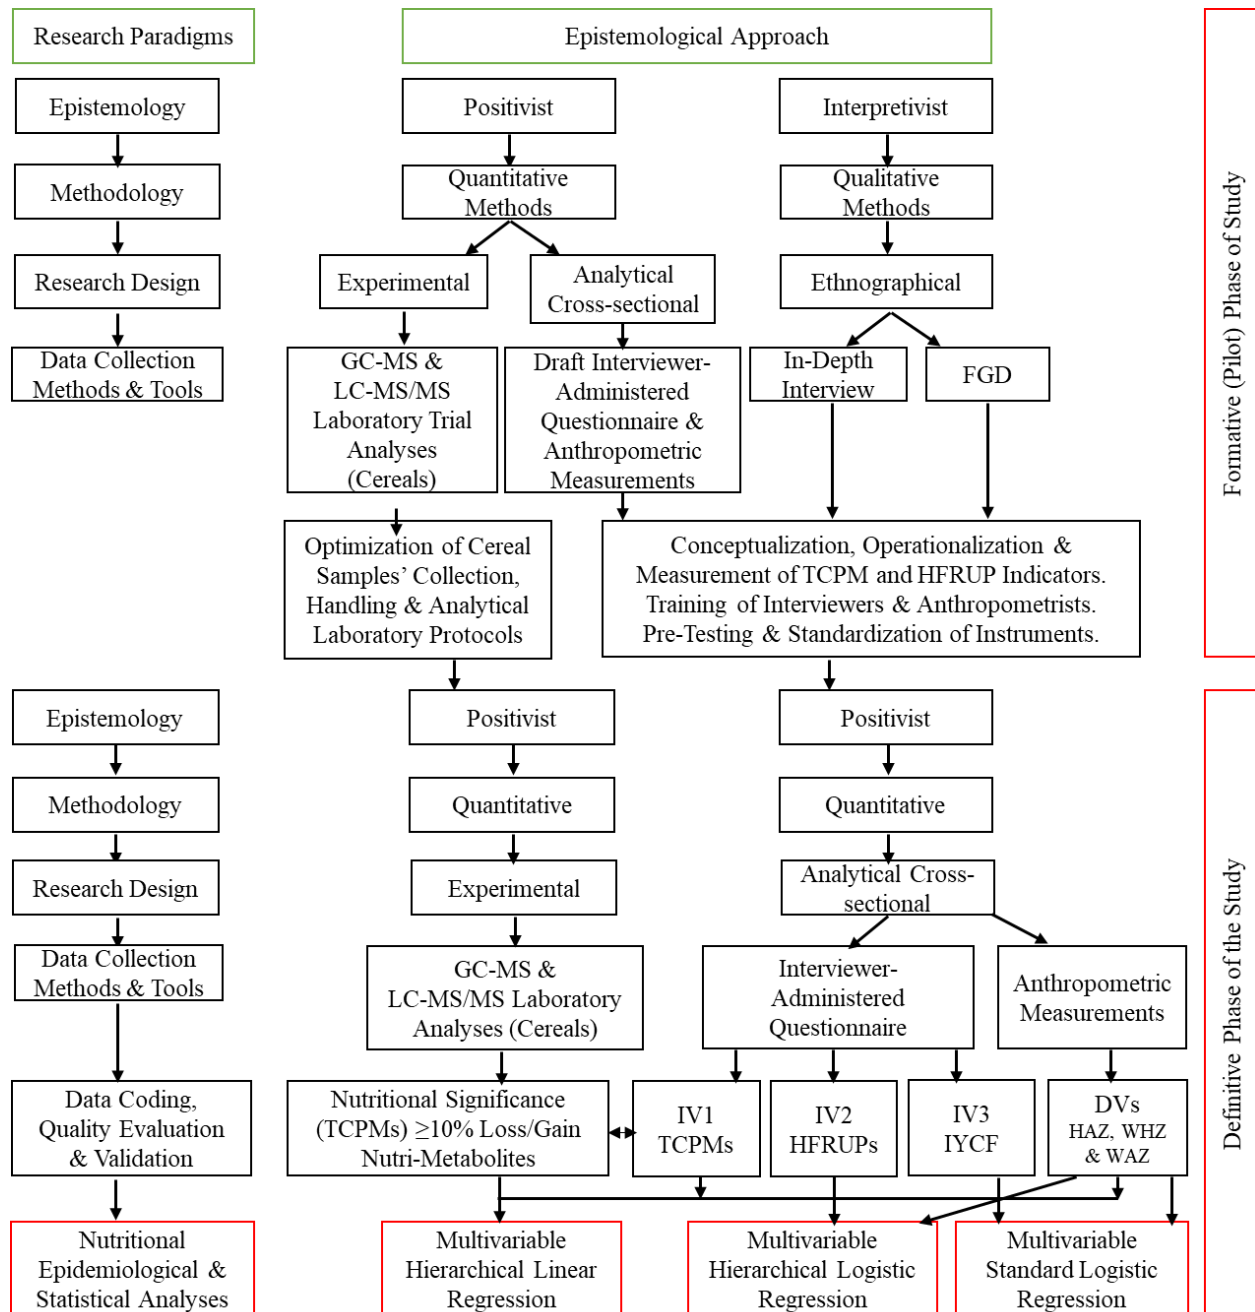 Research Paradigms
Epistemological Approach
Epistemology
Positivist
Interpretivist
Methodology
Quantitative
Methods
Qualitative
Methods
Research Design
Experimental
Analytical
Cross-sectional
Ethnographical
Data Collection
Methods & Tools
GC-MS &
LC-MS/MS
Laboratory Trial
Analyses
(Cereals)
Draft Interviewer-
Administered
Questionnaire &
Anthropometric
Measurements
In-Depth
Interview
FGD
Optimization of Cereal
Samples’ Collection,
Handling & Analytical
Laboratory Protocols
Conceptualization, Operationalization &
Measurement of TCPM and HFRUP Indicators.
Training of Interviewers & Anthropometrists.
Pre-Testing & Standardization of Instruments.
Formative (Pilot) Phase of Study
Epistemology
Positivist
Positivist
Methodology
Quantitative
Quantitative
Research Design
Experimental
Analytical Cross-
sectional
Data Collection
Methods & Tools
GC-MS &
LC-MS/MS Laboratory
Analyses (Cereals)
Interviewer-
Administered
Questionnaire
Anthropometric
Measurements
Data Coding,
Quality Evaluation
& Validation
Nutritional Significance
(TCPMs) ≥10% Loss/Gain
Nutri-Metabolites
IV1
TCPMs
IV2
HFRUPs
IV3
IYCF
DVs
HAZ, WHZ
& WAZ
Nutritional
Epidemiological &
Statistical Analyses
Multivariable
Hierarchical Linear
Regression
Multivariable
Hierarchical Logistic
Regression
Multivariable
Standard Logistic
Regression
Definitive Phase of the Study